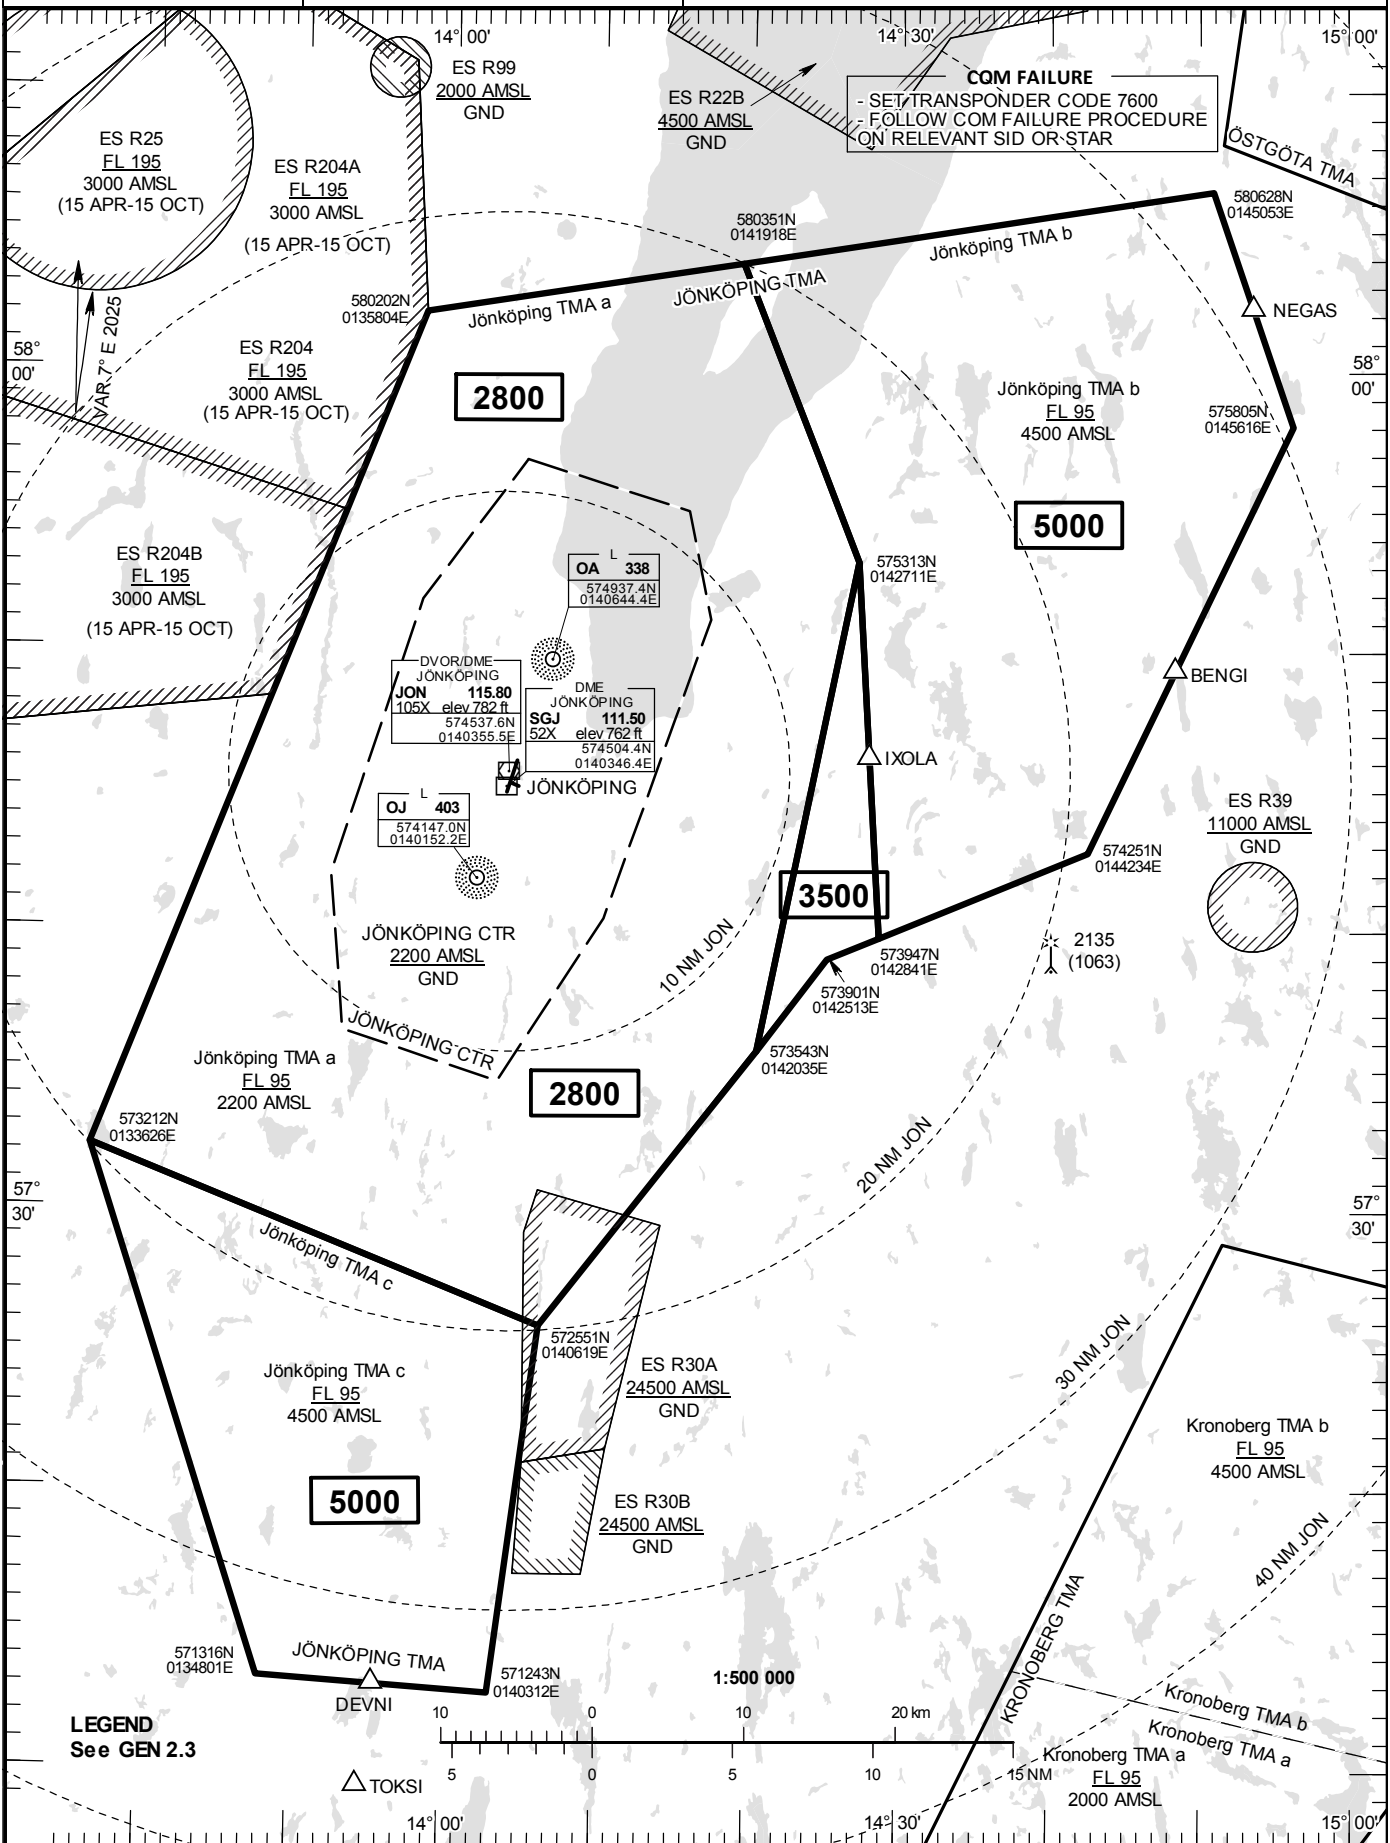 14° 00'
14° 30'
15° 00'
ES R99
2000 AMSL
GND
COM FAILURE
- SET TRANSPONDER CODE 7600
- FOLLOW COM FAILURE PROCEDURE
ON RELEVANT SID OR STAR
ES R22B
4500 AMSL
GND
ES R25
FL 195
3000 AMSL
(15 APR-15 OCT)
ES R204A
FL 195
3000 AMSL
(15 APR-15 OCT)
ÖSTGÖTA TMA
580351N
0141918E
580628N
0145053E
Jönköping TMA b
JÖNKÖPING TMA
Jönköping TMA a
580202N
0135804E
NEGAS
VAR 7° E 2025
58°
00'
ES R204
FL 195
3000 AMSL
(15 APR-15 OCT)
58°
00'
2800
Jönköping TMA b
FL 95
4500 AMSL
575805N
0145616E
5000
ES R204B
FL 195
3000 AMSL
(15 APR-15 OCT)
L
OA 338
574937.4N
0140644.4E
575313N
0142711E
DVOR/DME
JÖNKÖPING
JON 115.80
105X elev 782 ft
574537.6N
0140355.5E
DME
JÖNKÖPING
SGJ 111.50
52X elev 762 ft
574504.4N
0140346.4E
BENGI
IXOLA
JÖNKÖPING
L
OJ 403
574147.0N
0140152.2E
ES R39
11000 AMSL
GND
574251N
0144234E
3500
JÖNKÖPING CTR
2200 AMSL
GND
10 NM JON
573947N
0142841E
2135
(1063)
573901N
0142513E
JÖNKÖPING CTR
573543N
0142035E
Jönköping TMA a
FL 95
2200 AMSL
2800
573212N
0133626E
20 NM JON
57°
30'
57°
30'
Jönköping TMA c
572551N
0140619E
30 NM JON
Jönköping TMA c
FL 95
4500 AMSL
ES R30A
24500 AMSL
GND
Kronoberg TMA b
FL 95
4500 AMSL
5000
ES R30B
24500 AMSL
GND
40 NM JON
KRONOBERG TMA
571316N
0134801E
JÖNKÖPING TMA
DEVNI
571243N
0140312E
1:500 000
10 0 10 20 km
5 0 5 10 15 NM
Kronoberg TMA b
Kronoberg TMA a
LEGEND
See GEN 2.3
Kronoberg TMA a
FL 95
2000 AMSL
TOKSI
14° 00'
14° 30'
15° 00'